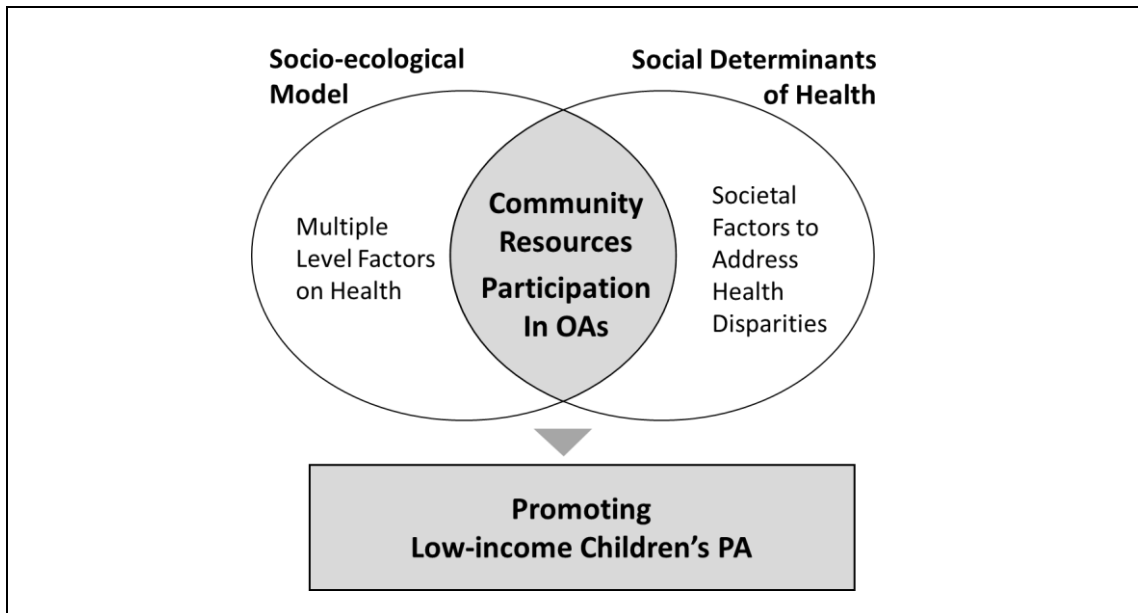 Socio-ecological
Model
Social Determinants
of Health
Multiple
Level Factors
on Health
Community
Resources
Participation
In OAs
Societal
Factors to
Address
Health
Disparities
Promoting
Low-income Children’s PA